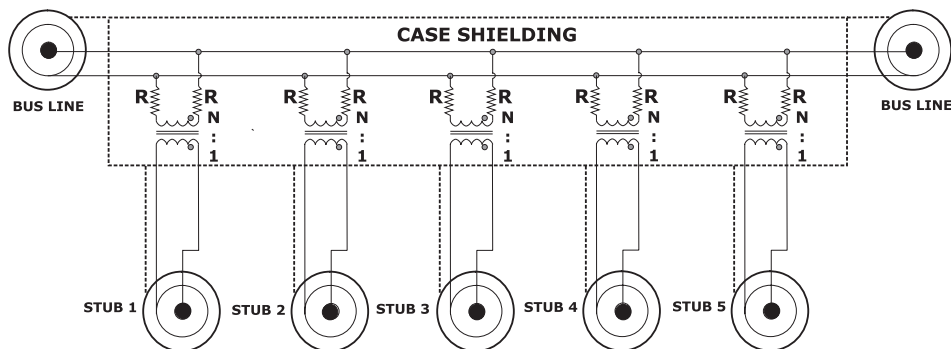 CASE SHIELDING
BUS LINE
BUS LINE
R R R R R R R R R R
N N N N N
: : : : :
1 1 1 1 1
STUB 1 STUB 2 STUB 3 STUB 4 STUB 5